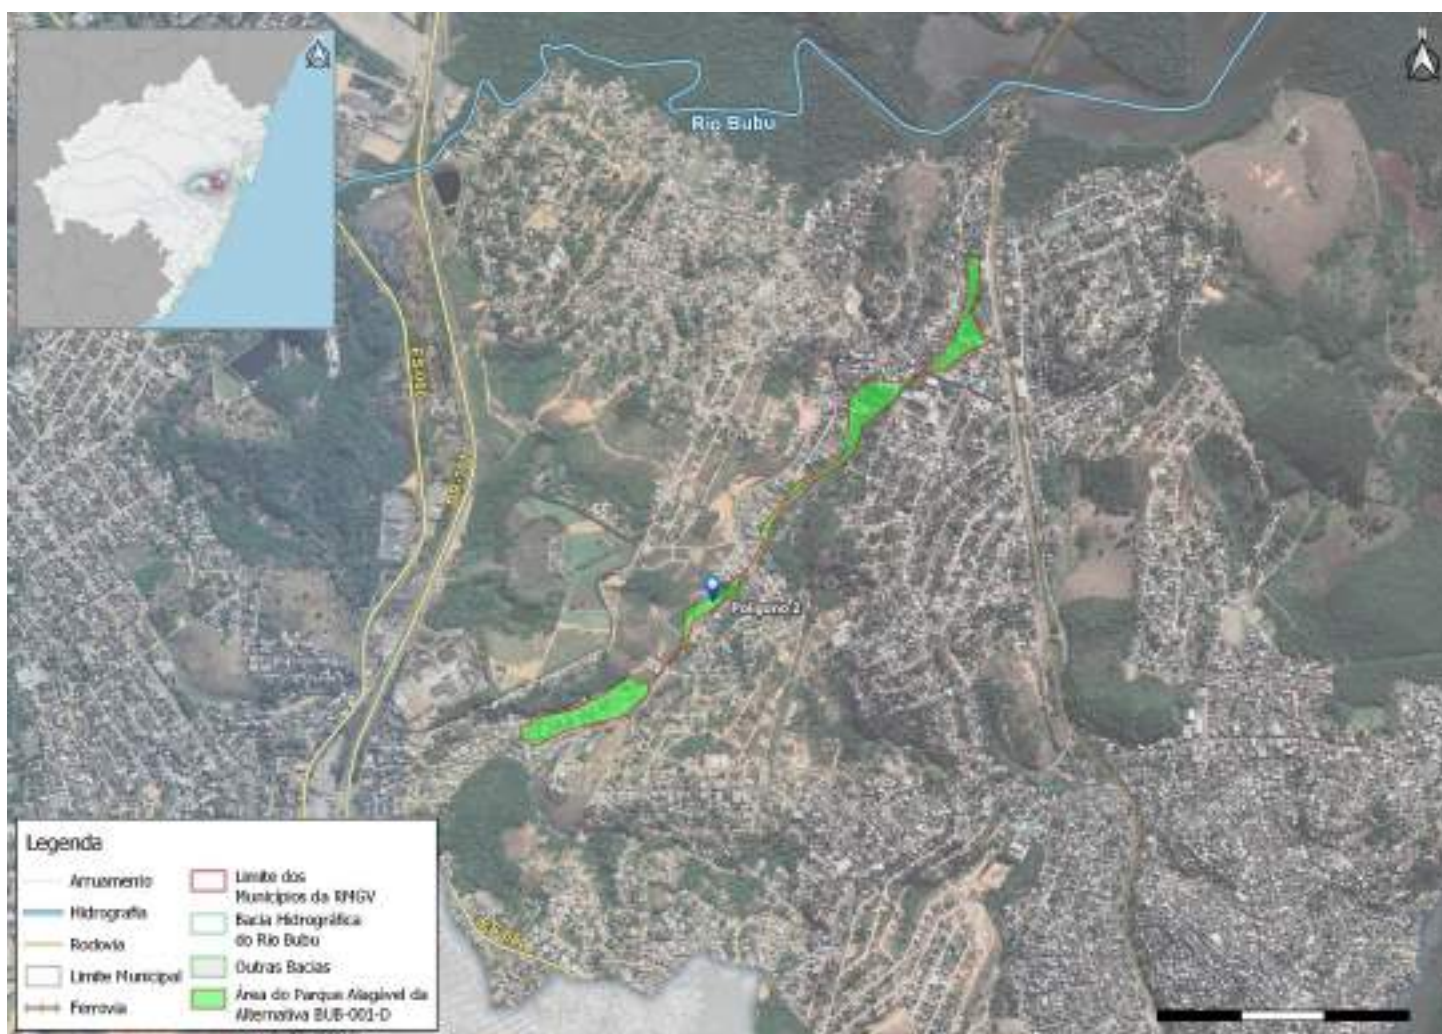 N
Rio Bubu
Polígono 2
Legenda
Arruamento
Hidrografia
Rodovia
Limite Municipal
Ferrovia
Limite dos
Municípios da RMGV
Bacia Hidrográfica
do Rio Bubu
Outras Bacias
Área do Parque Alagável da
Alternativa BUB-001-D